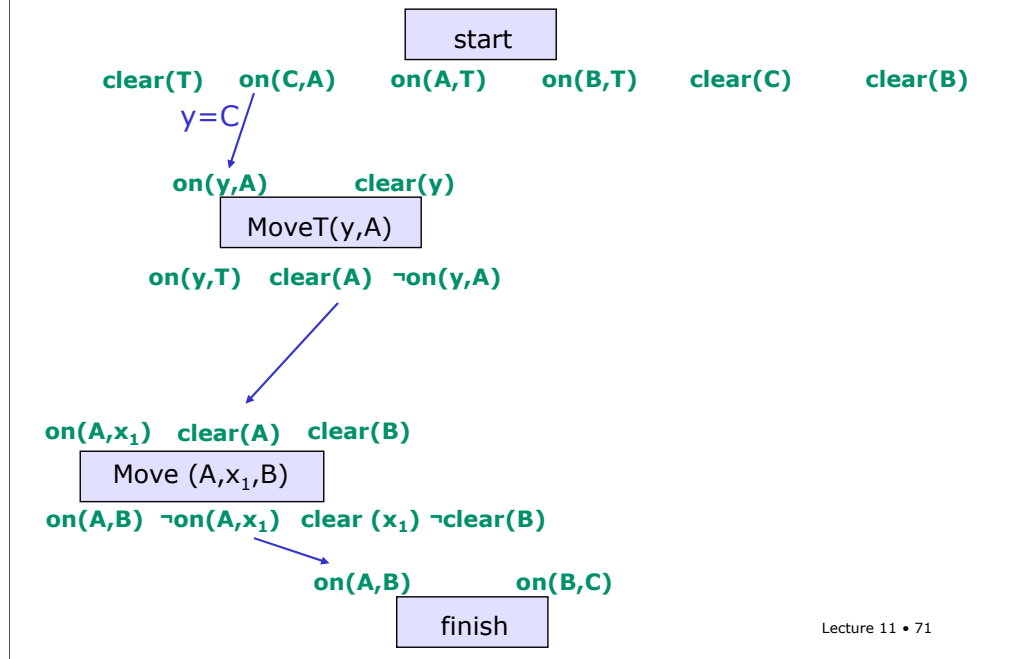 start
clear(T) on(C,A) on(A,T) on(B,T) clear(C) clear(B)
y=C
on(y,A) clear(y)
MoveT(y,A)
on(y,T) clear(A) ¬on(y,A)
on(A,x₁) clear(A) clear(B)
Move (A,x₁,B)
on(A,B) ¬on(A,x₁) clear (x₁) ¬clear(B)
on(A,B) on(B,C)
finish
Lecture 11 • 71